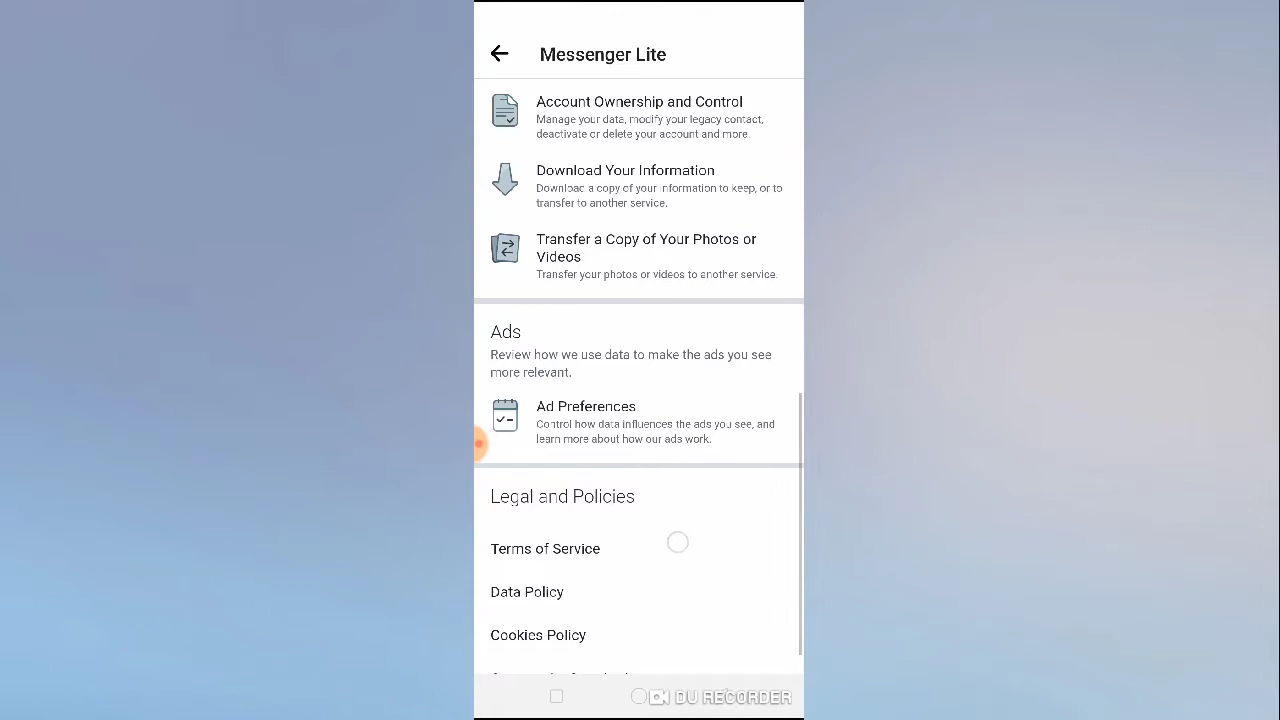 Messenger Lite
Account Ownership and Control
Manage your data, modify your legacy contact,
deactivate or delete your account and more.
Download Your Information
Download a copy of your information to keep, or to
transfer to another service.
Transfer a Copy of Your Photos or
Videos
Transfer your photos or videos to another service.
Ads
Review how we use data to make the ads you see
more relevant.
Ad Preferences
Control how data influences the ads you see, and
learn more about how our ads work.
Legal and Policies
Terms of Service
Data Policy
Cookies Policy
DU RECORDER